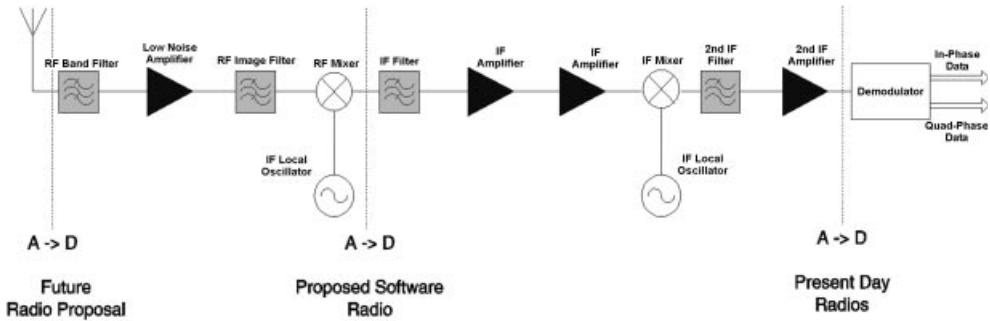 RF Band Filter
Low Noise
Amplifier
RF Image Filter
RF Mixer
IF Filter
IF
Amplifier
IF
Amplifier
IF Mixer
2nd IF
Filter
2nd IF
Amplifier
Demodulator
In-Phase
Data
Quad-Phase
Data
IF Local
Oscillator
IF Local
Oscillator
A -> D
A -> D
A -> D
Future
Radio Proposal
Proposed Software
Radio
Present Day
Radios